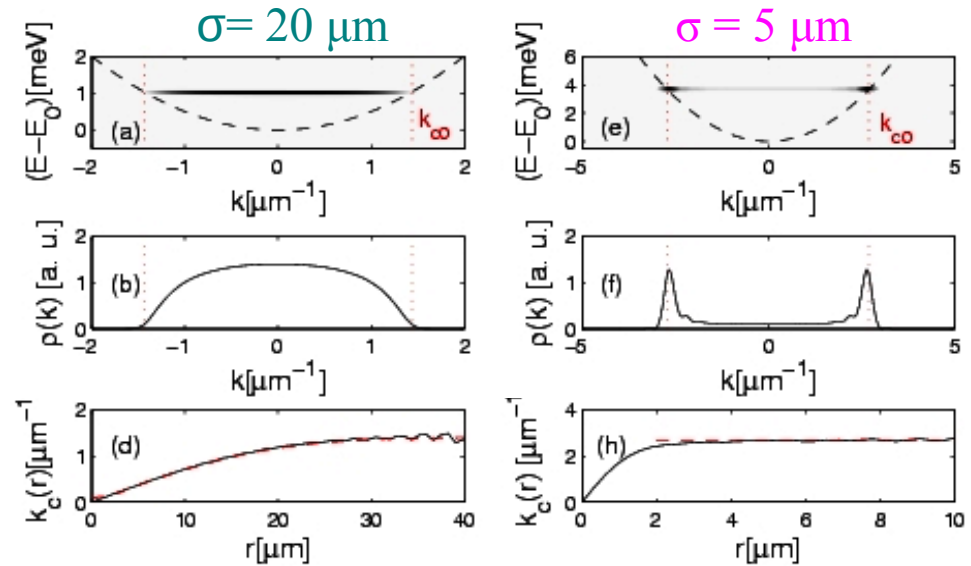 σ= 20 μm
σ = 5 μm
(E−E₀)[meV]
2
1
0
(a)
k_co
−2 −1 0 1 2
k[μm⁻¹]
(E−E₀)[meV]
6
4
2
0
(e)
k_co
−5 0 5
k[μm⁻¹]
ρ(k) [a. u.]
2
1
0
(b)
−2 −1 0 1 2
k[μm⁻¹]
ρ(k) [a. u.]
2
1
0
(f)
−5 0 5
k[μm⁻¹]
k_c(r)[μm⁻¹]
2
1
0
(d)
0 10 20 30 40
r[μm]
k_c(r) [μm⁻¹]
4
2
0
(h)
0 2 4 6 8 10
r[μm]